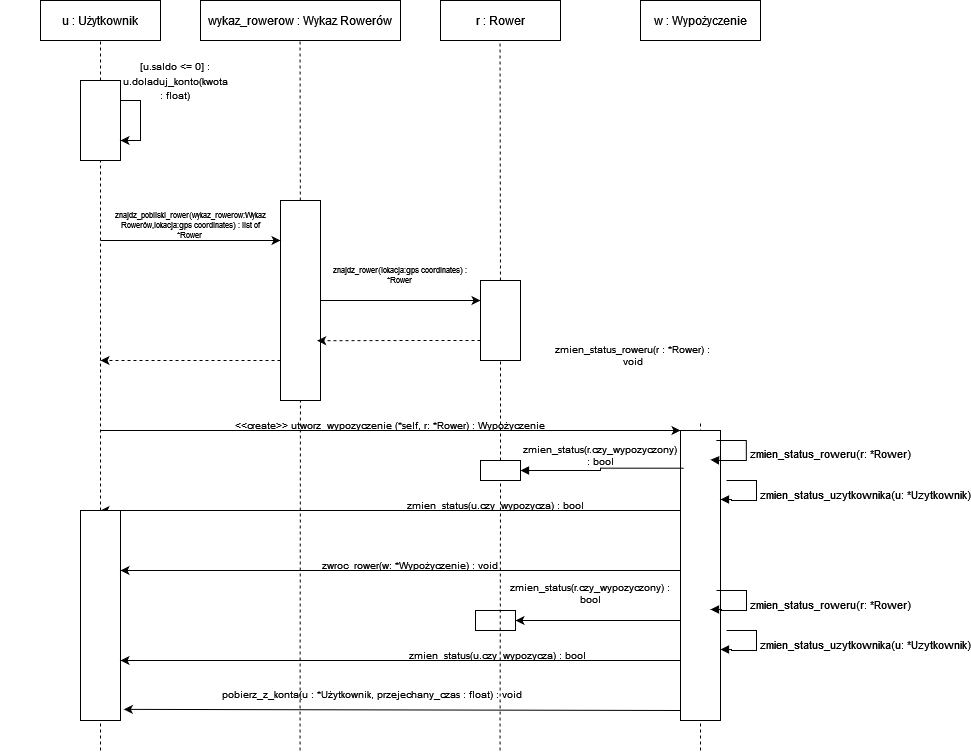 u : Użytkownik
wykaz_rowerow : Wykaz Rowerów
r : Rower
w : Wypożyczenie
[u.saldo <= 0] :
u.doladuj_konto(kwota
: float)
znajdz_pobliski_rower(wykaz_rowerow:Wykaz
Rowerów,lokacja:gps coordinates) : list of
*Rower
znajdz_rower(lokacja:gps coordinates) :
*Rower
zmien_status_roweru(r : *Rower) :
void
<<create>> utworz_wypozyczenie (*self, r: *Rower) : Wypożyczenie
zmien_status(r.czy_wypozyczony)
: bool
zmien_status_roweru(r: *Rower)
zmien_status_uzytkownika(u: *Użytkownik)
zmien_status(u.czy_wypozycza) : bool
zwroc_rower(w: *Wypożyczenie) : void
zmien_status(r.czy_wypozyczony) :
bool
zmien_status_roweru(r: *Rower)
zmien_status_uzytkownika(u: *Użytkownik)
zmien_status(u.czy_wypozycza) : bool
pobierz_z_konta(u : *Użytkownik, przejechany_czas : float) : void